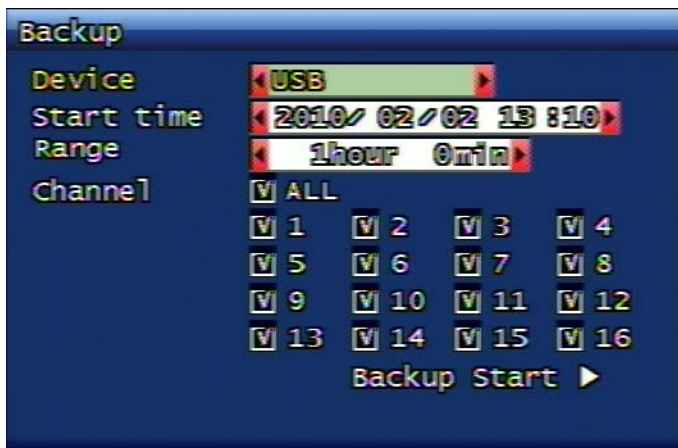 Backup
Device USB
Start time 2010/ 02/02 13:10
Range 1hour 0min
Channel ALL
1 2 3 4
5 6 7 8
9 10 11 12
13 14 15 16
Backup Start